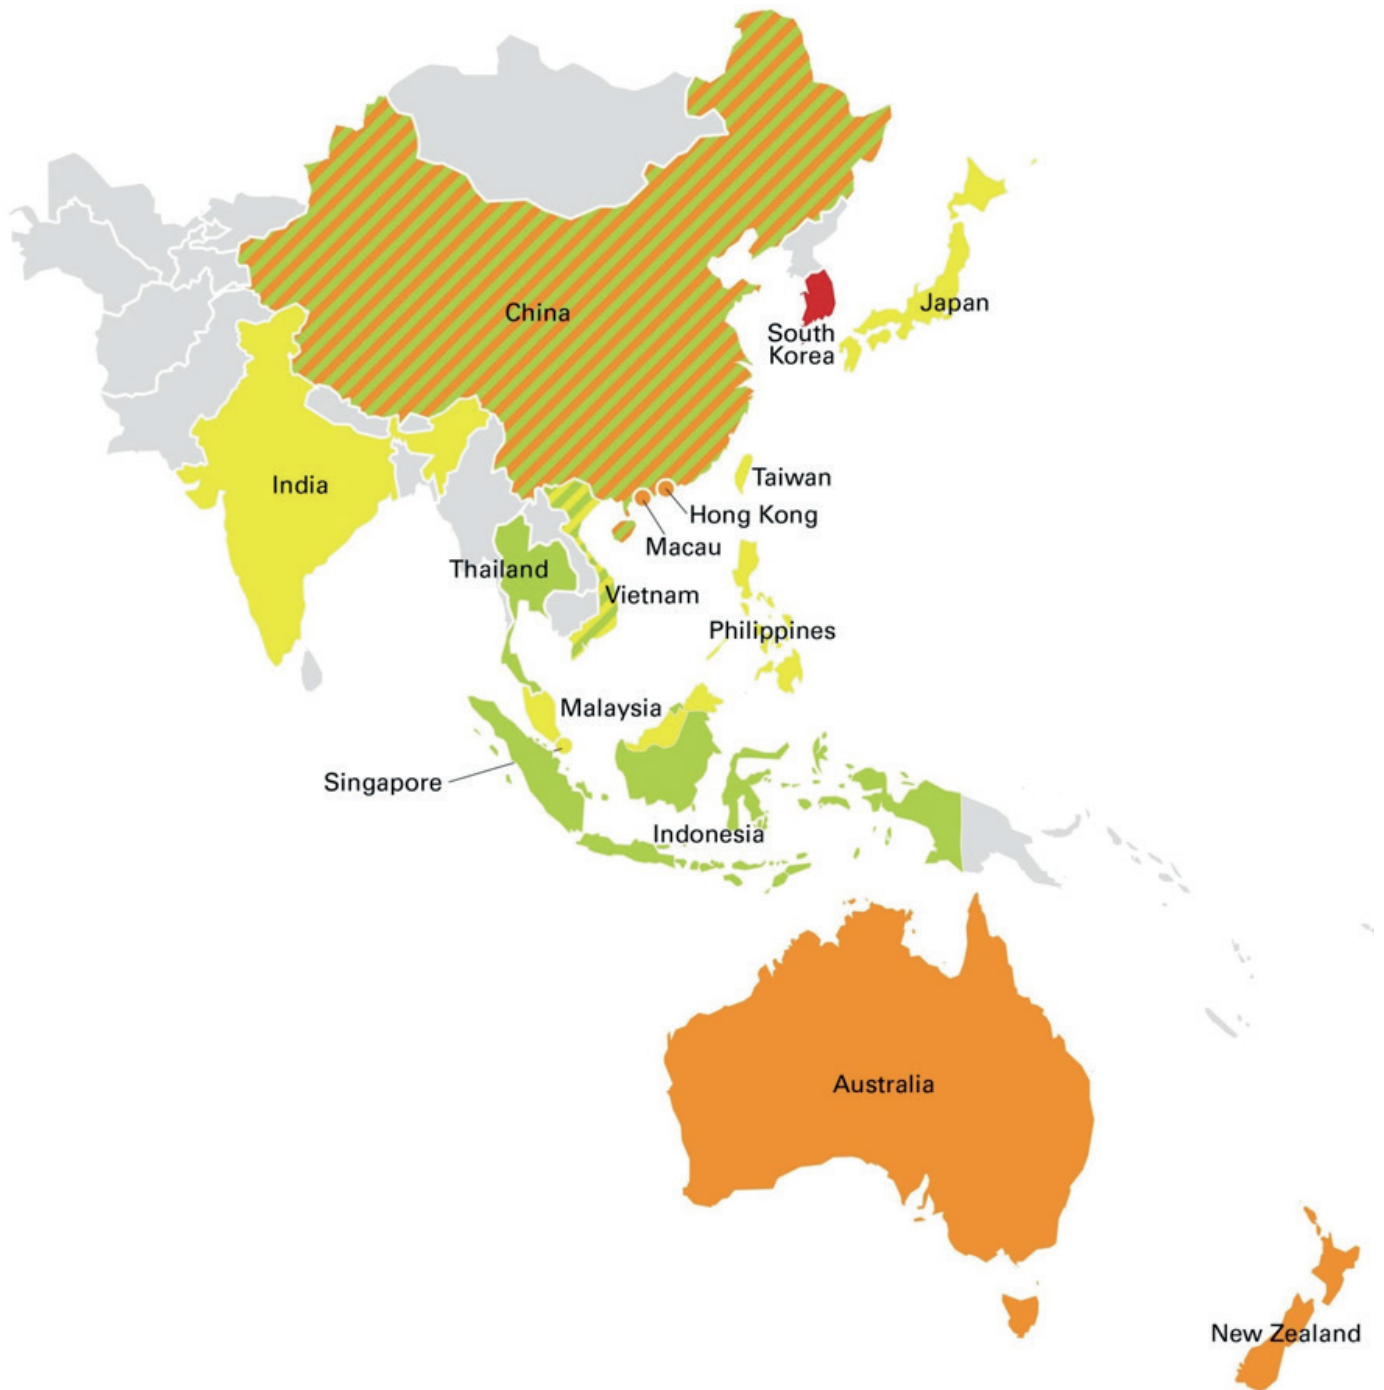 China
South
Korea
Japan
India
Taiwan
Hong Kong
Macau
Thailand
Vietnam
Philippines
Malaysia
Singapore
Indonesia
Australia
New Zealand